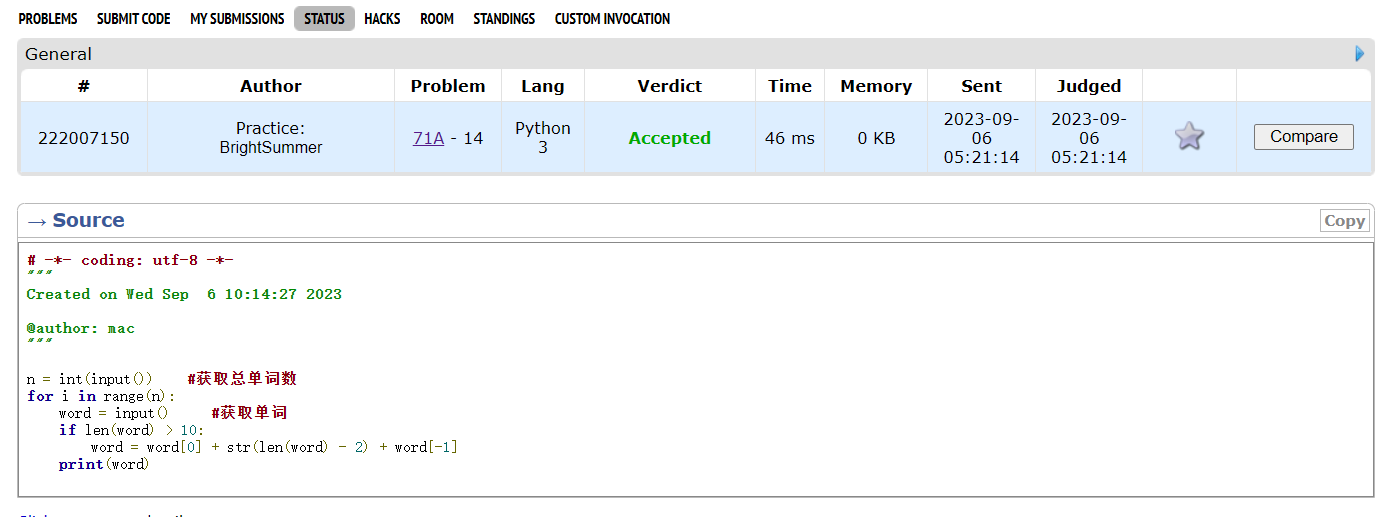 PROBLEMS SUBMIT CODE MY SUBMISSIONS STATUS HACKS ROOM STANDINGS CUSTOM INVOCATION
General
# Author Problem Lang Verdict Time Memory Sent Judged
222007150 Practice: BrightSummer 71A - 14 Python 3 Accepted 46 ms 0 KB 2023-09-06 05:21:14 2023-09-06 05:21:14 Compare
→ Source Copy
# -*- coding: utf-8 -*-
"""
Created on Wed Sep  6 10:14:27 2023
@author: mac
"""
n = int(input())    #获取总单词数
for i in range(n):
    word = input()     #获取单词
    if len(word) > 10:
        word = word[0] + str(len(word) - 2) + word[-1]
    print(word)